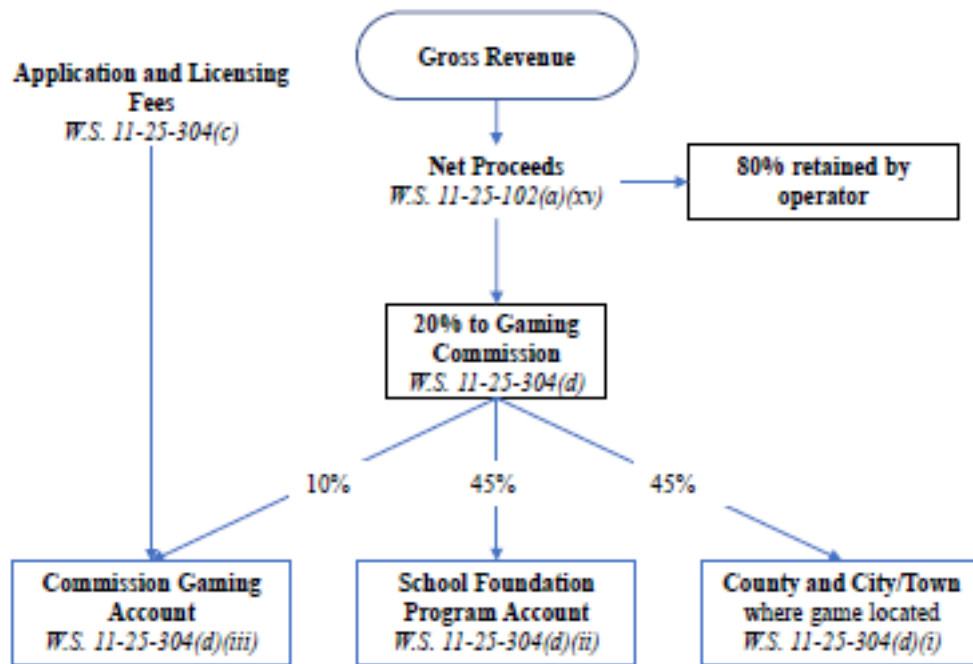 Gross Revenue
Application and Licensing
Fees
W.S. 11-25-304(c)
Net Proceeds
W.S. 11-25-102(a)(xv)
80% retained by
operator
20% to Gaming
Commission
W.S. 11-25-304(d)
10%
45%
45%
Commission Gaming
Account
W.S. 11-25-304(d)(iii)
School Foundation
Program Account
W.S. 11-25-304(d)(ii)
County and City/Town
where game located
W.S. 11-25-304(d)(i)